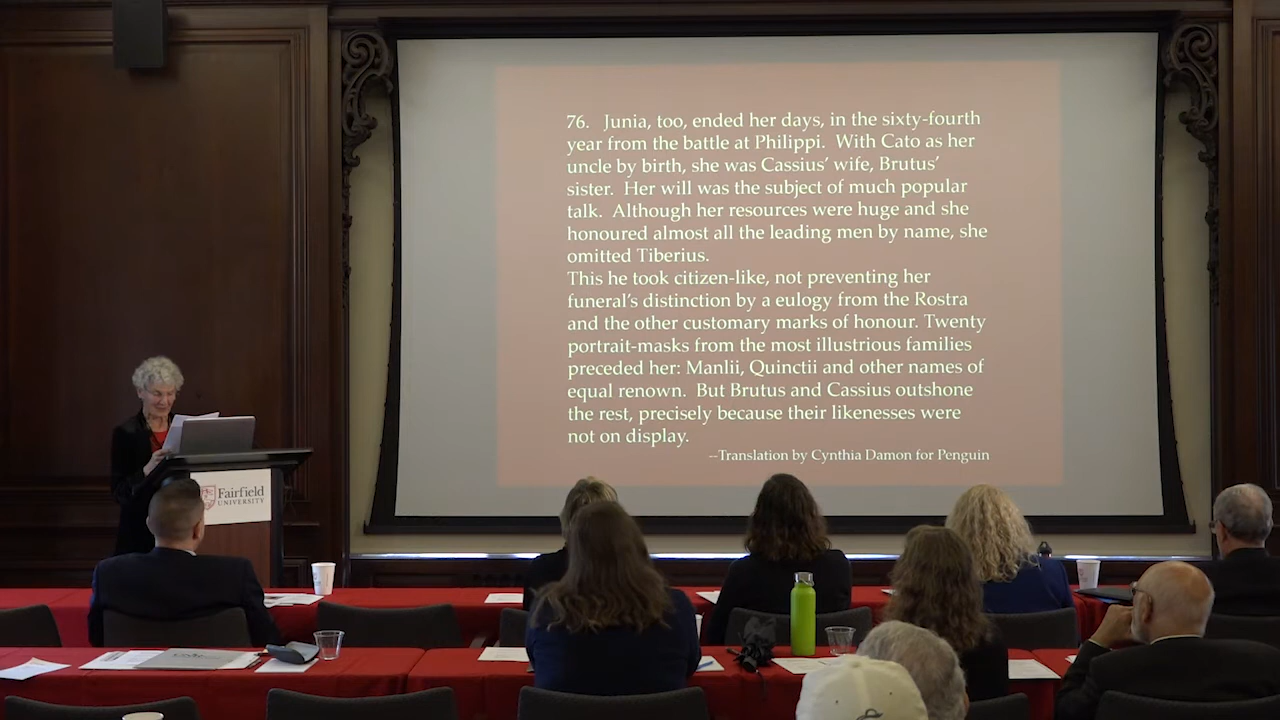 76. Junia, too, ended her days, in the sixty-fourth
year from the battle at Philippi. With Cato as her
uncle by birth, she was Cassius' wife, Brutus'
sister. Her will was the subject of much popular
talk. Although her resources were huge and she
honoured almost all the leading men by name, she
omitted Tiberius.
This he took citizen-like, not preventing her
funeral's distinction by a eulogy from the Rostra
and the other customary marks of honour. Twenty
portrait-masks from the most illustrious families
preceded her: Manlii, Quinctii and other names of
equal renown. But Brutus and Cassius outshone
the rest, precisely because their likenesses were
not on display.
--Translation by Cynthia Damon for Penguin
Fairfield
UNIVERSITY